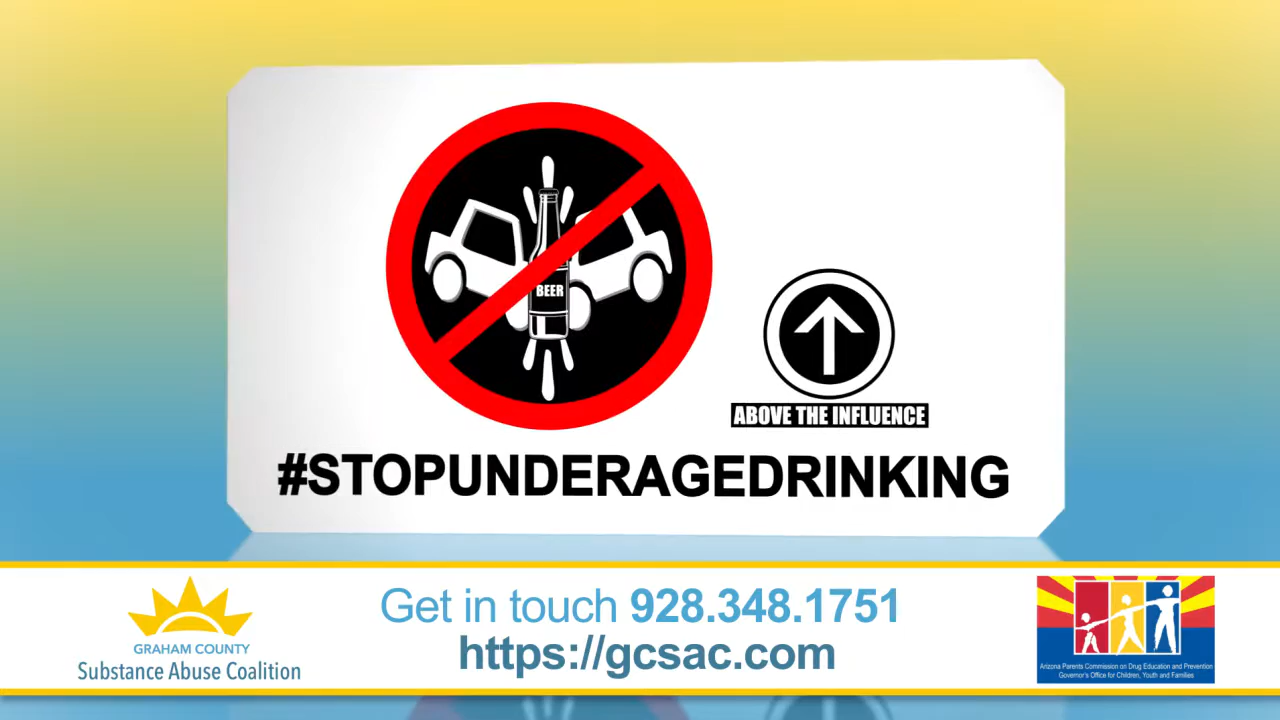 BEER
ABOVE THE INFLUENCE
#STOPUNDERAGEDRINKING
Get in touch 928.348.1751
https://gcsac.com
GRAHAM COUNTY
Substance Abuse Coalition
Arizona Parents Commission on Drug Education and Prevention
Governor's Office for Children, Youth and Families